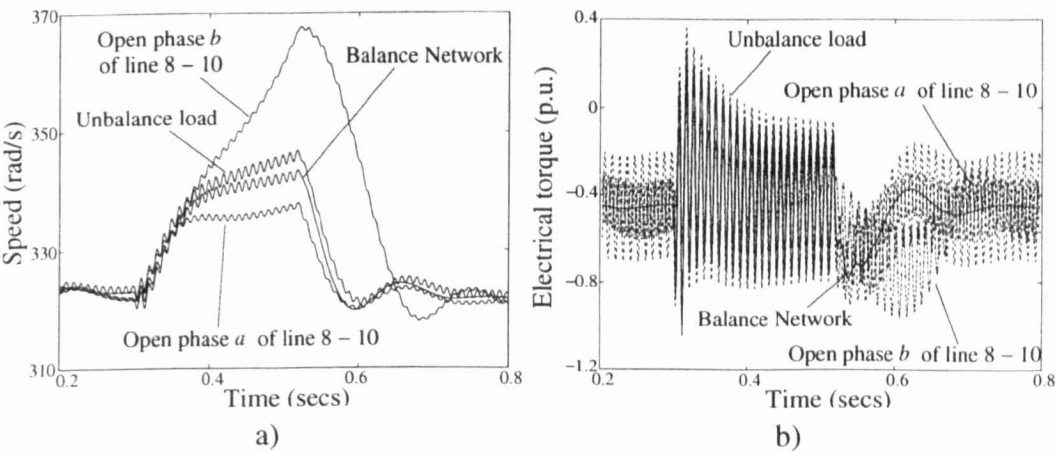 370
350
330
310
Speed (rad/s)
Open phase b
of line 8 – 10
Unbalance load
Balance Network
Open phase a of line 8 – 10
0.2
0.4
0.6
0.8
Time (secs)
a)
0.4
0
−0.4
−0.8
−1.2
Electrical torque (p.u.)
Unbalance load
Open phase a of line 8 – 10
Balance Network
Open phase b of line 8 – 10
0.2
0.4
0.6
0.8
Time (secs)
b)